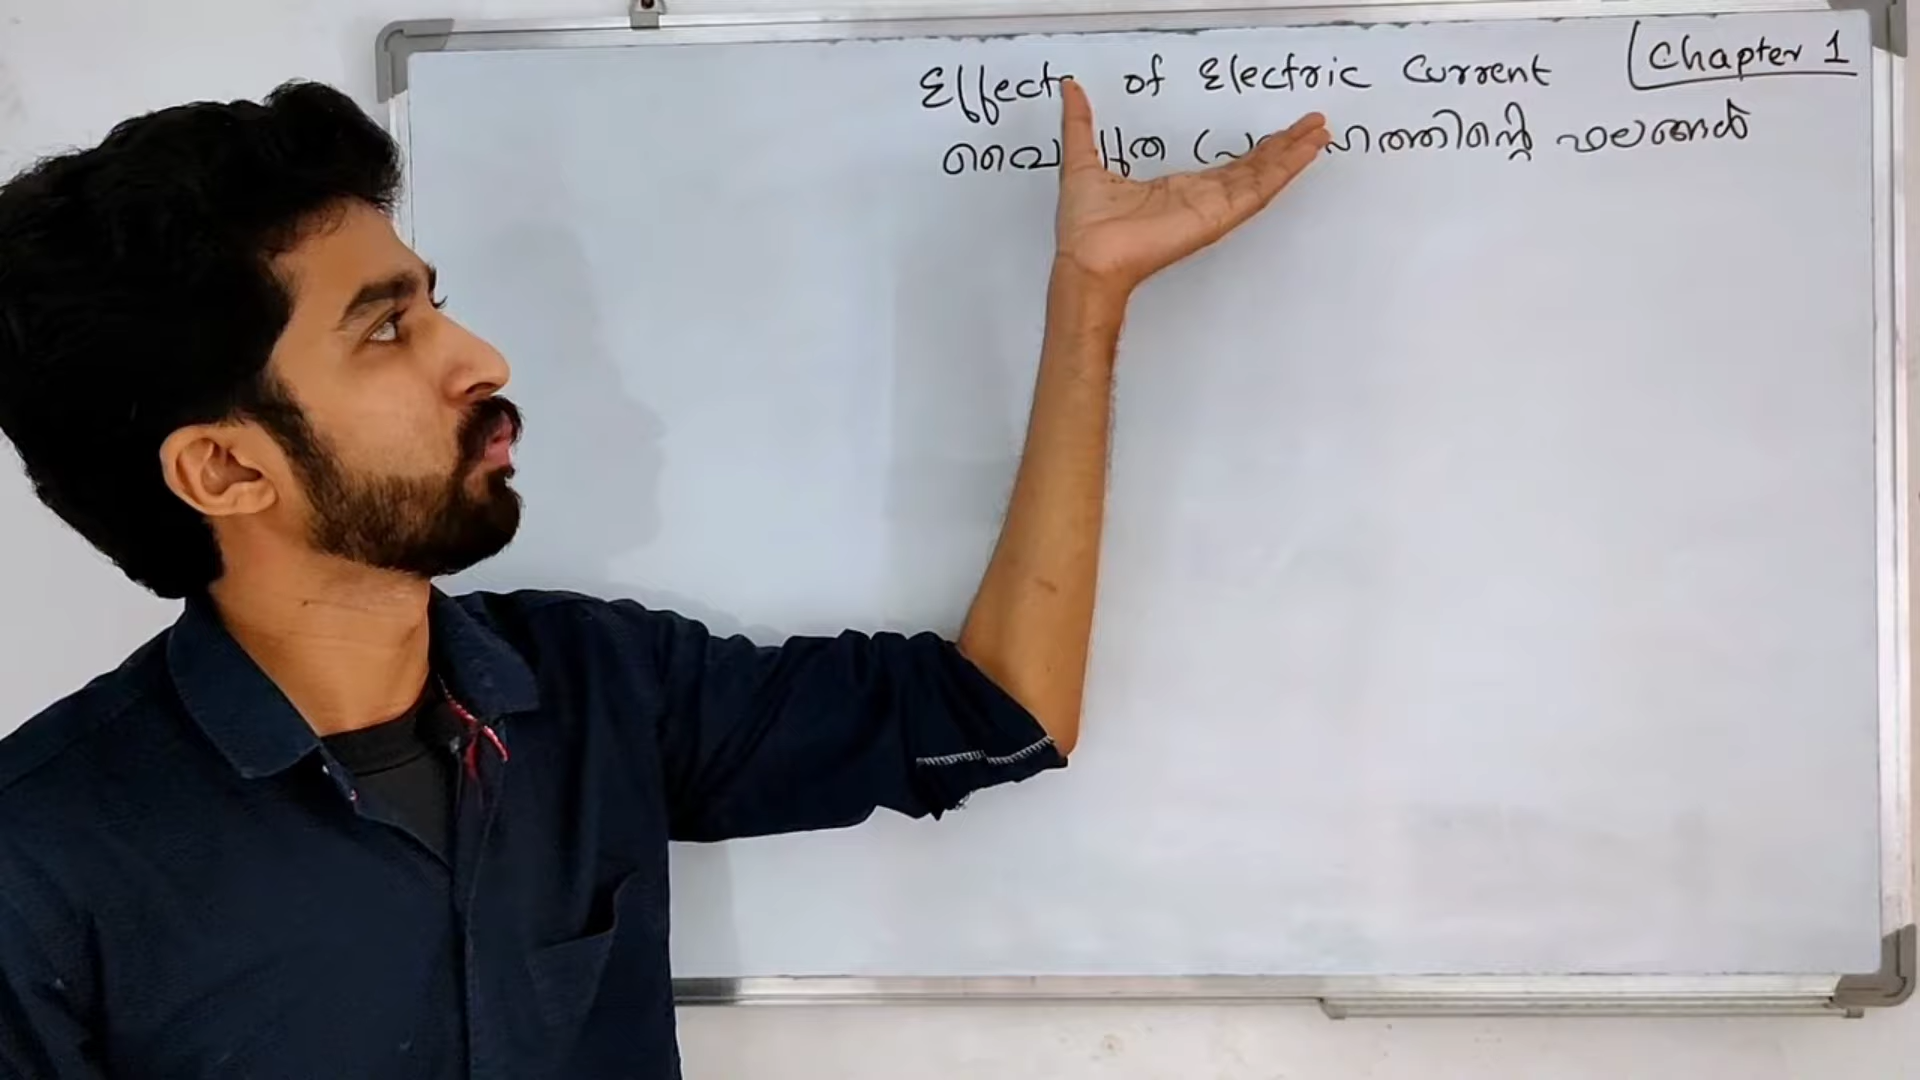 Effects of Electric Current Chapter 1
വൈദ്യുത പ്രവാഹത്തിന്റെ ഫലങ്ങൾ